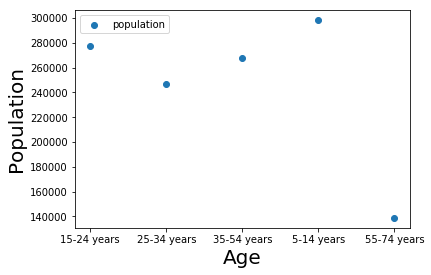 population
300000
280000
260000
240000
220000
200000
180000
160000
140000
Population
15-24 years 25-34 years 35-54 years 5-14 years 55-74 years
Age